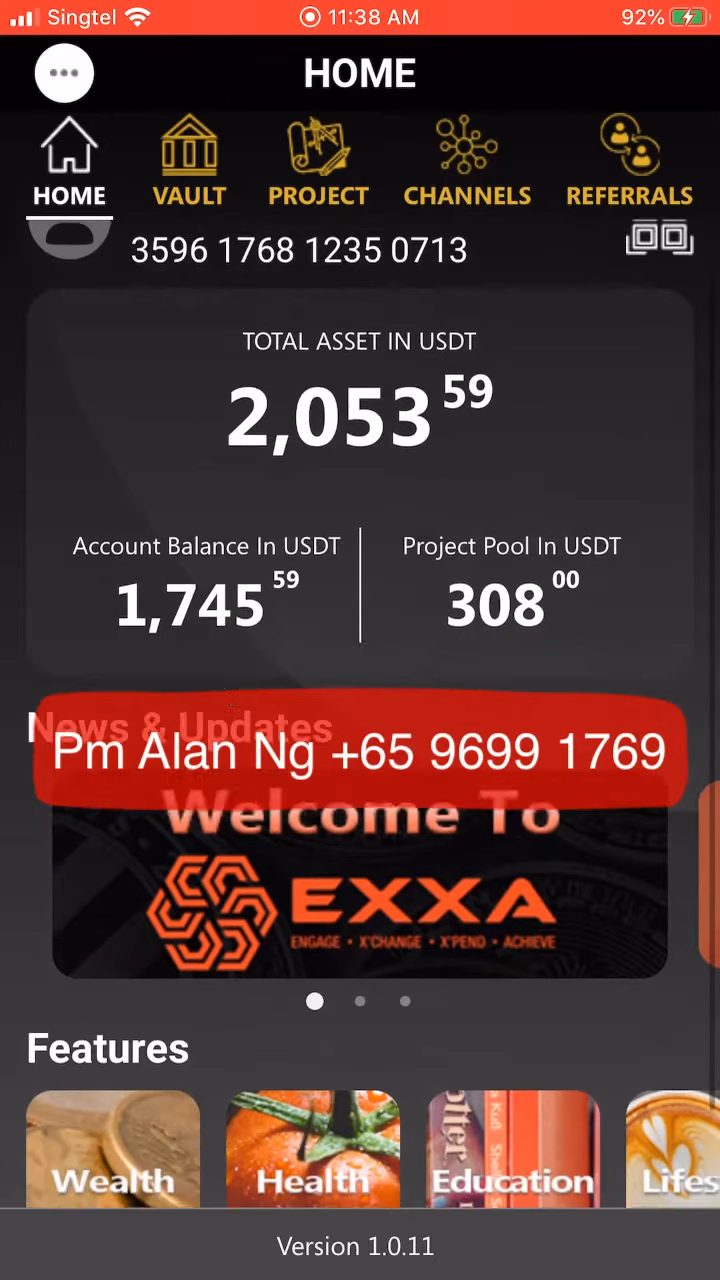 Singtel 11:38 AM 92%
HOME
HOME VAULT PROJECT CHANNELS REFERRALS
3596 1768 1235 0713
TOTAL ASSET IN USDT
2,053 59
Account Balance In USDT Project Pool In USDT
1,745 59 308 00
News & Updates
Pm Alan Ng +65 9699 1769
Welcome To
EXXA
ENGAGE • X'CHANGE • X'PEND • ACHIEVE
Features
Wealth Health Education Lifes
Version 1.0.11